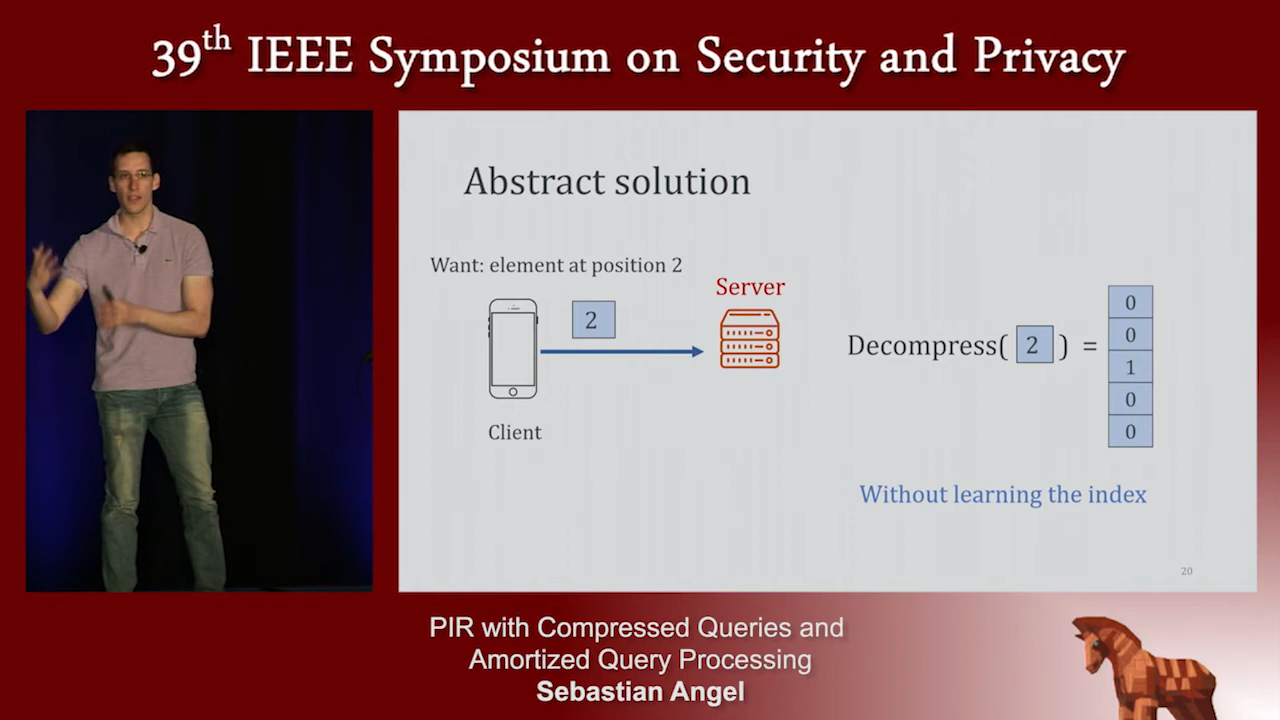 39th IEEE Symposium on Security and Privacy
Abstract solution
Want: element at position 2
2
Server
Client
Decompress( 2 ) =
0
0
1
0
0
Without learning the index
20
PIR with Compressed Queries and
Amortized Query Processing
Sebastian Angel